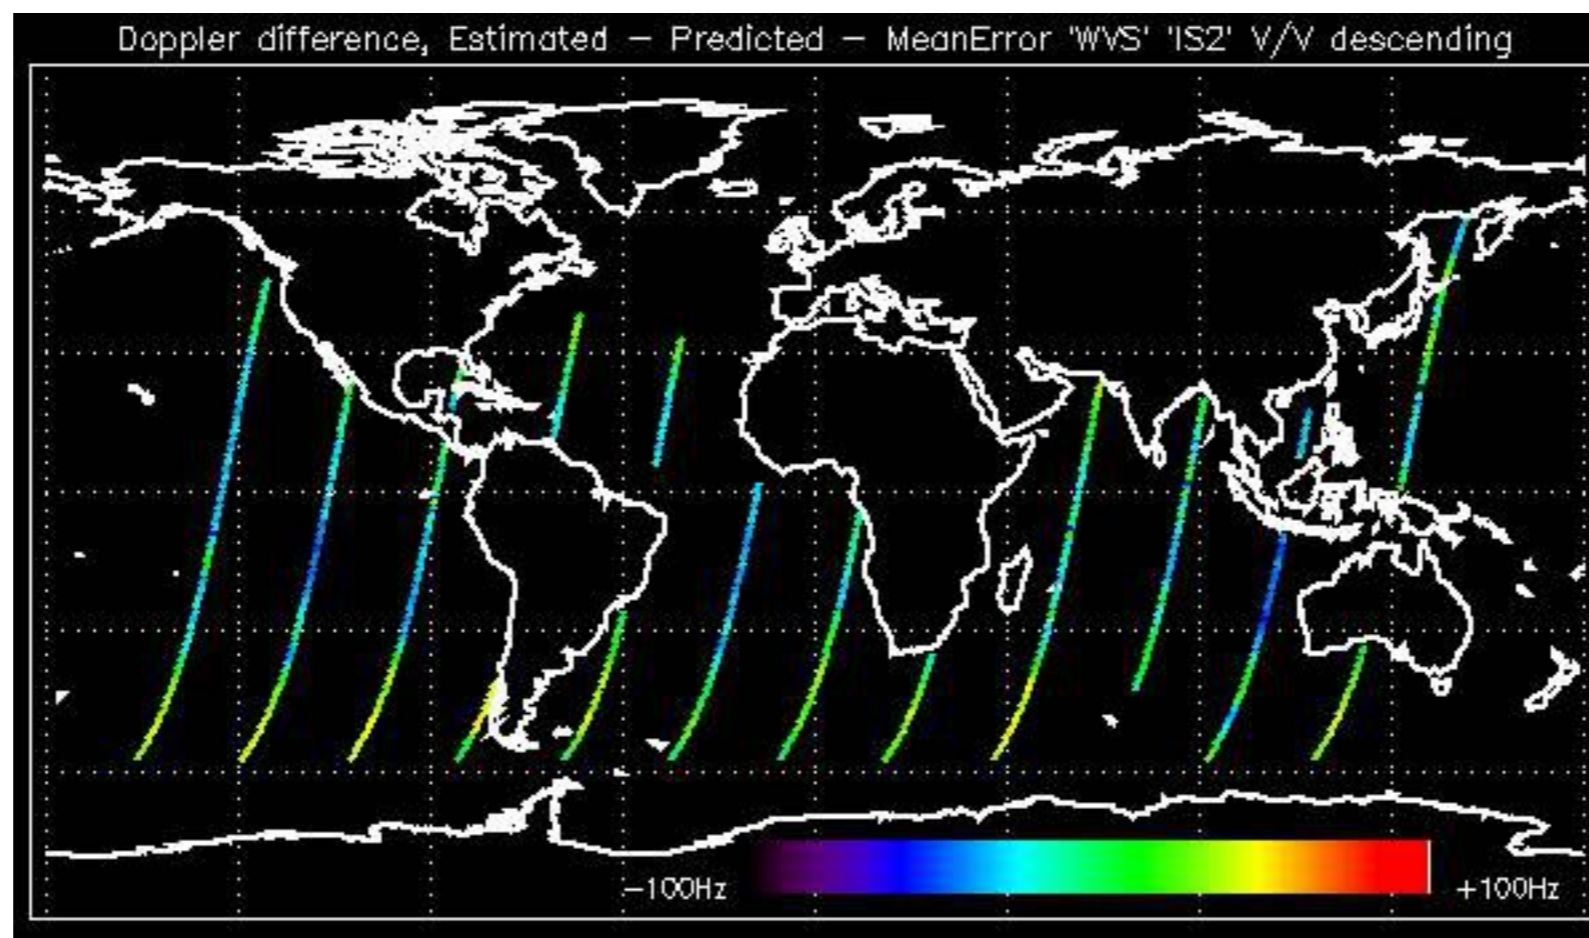 Doppler difference, Estimated – Predicted – MeanError 'WVS' 'IS2' V/V descending
–100Hz
+100Hz